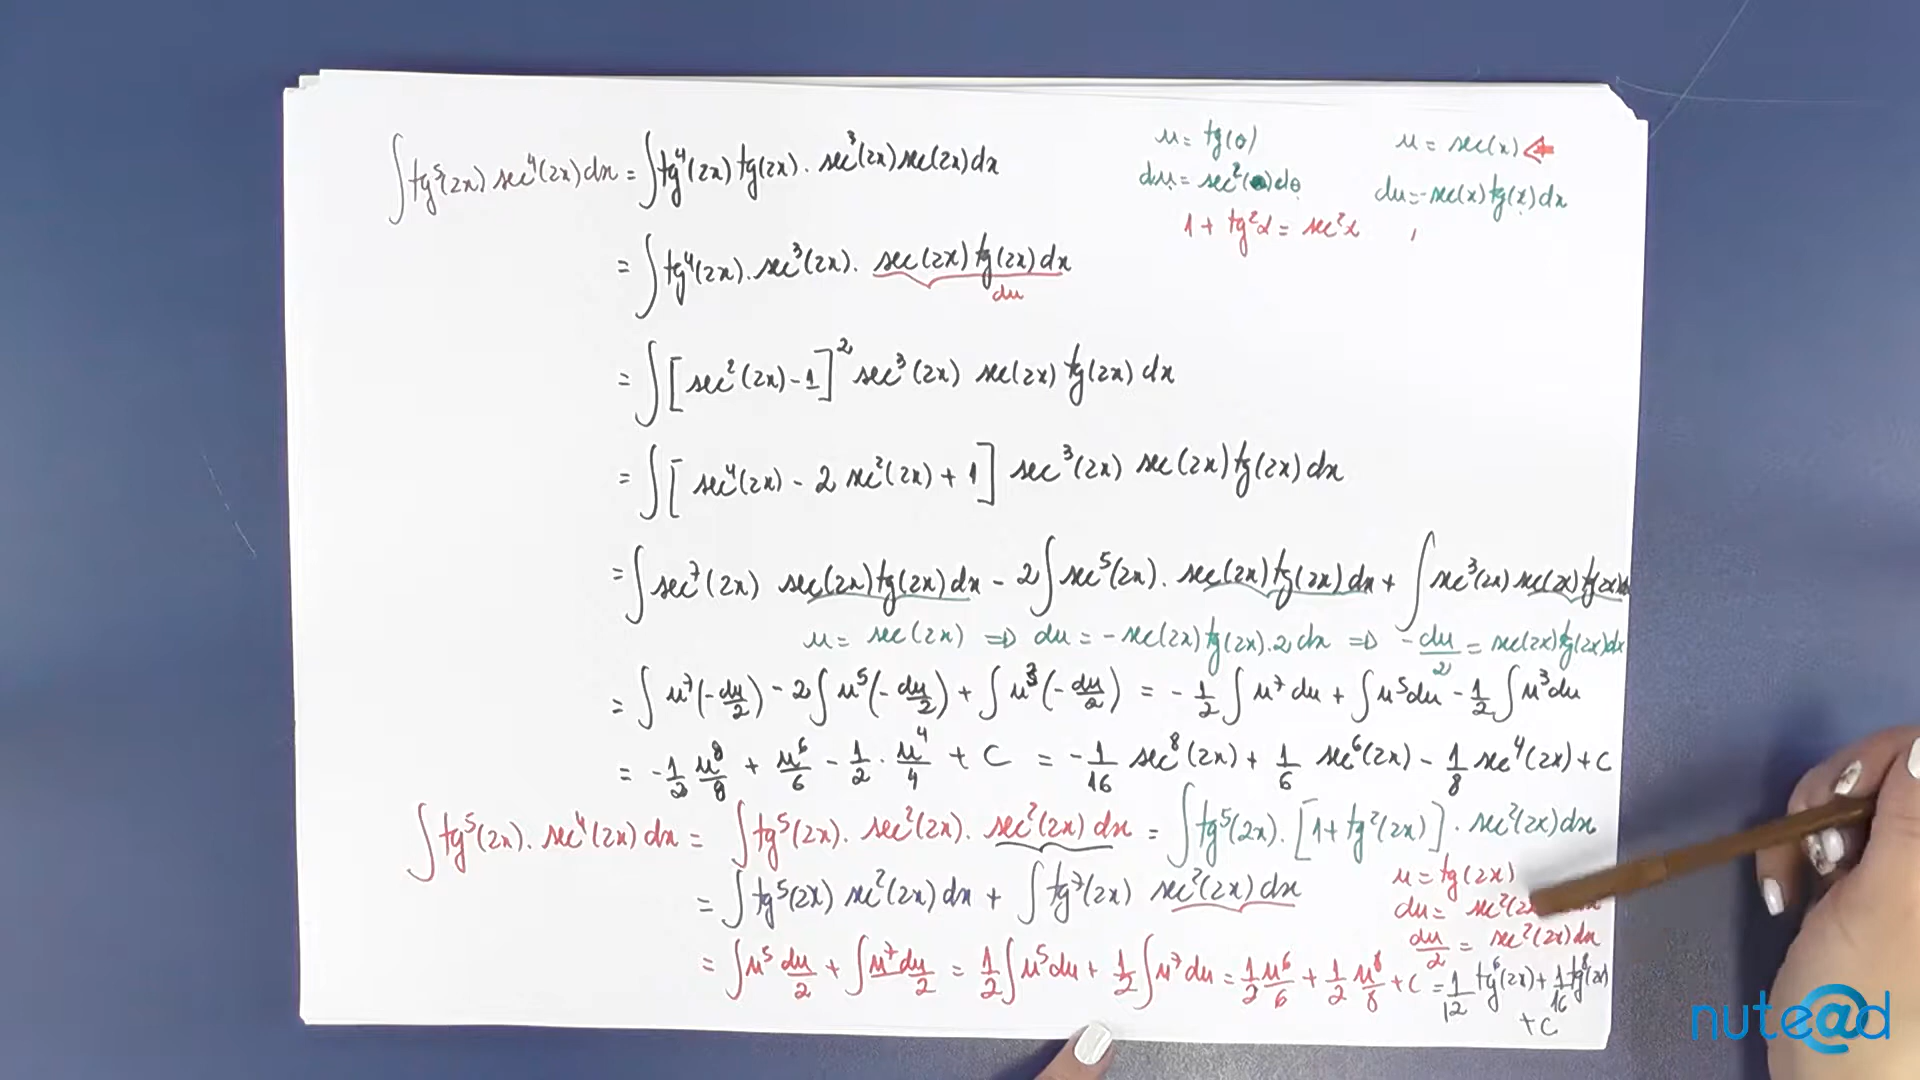 ∫tg⁵(2x) sec⁴(2x)dx = ∫tg⁴(2x) tg(2x) · sec³(2x) sec(2x)dx
u = tg(θ)
du = sec²(θ)dθ
1 + tg²α = sec²α
u = sec(x)
du = -sec(x) tg(x)dx
= ∫tg⁴(2x) · sec³(2x) · sec(2x) tg(2x) dx
du
= ∫[sec²(2x) - 1]² sec³(2x) sec(2x) tg(2x) dx
= ∫[sec⁴(2x) - 2 sec²(2x) + 1] sec³(2x) sec(2x) tg(2x) dx
= ∫sec⁷(2x) sec(2x) tg(2x) dx - 2∫sec⁵(2x) · sec(2x) tg(2x) dx + ∫sec³(2x) sec(2x) tg(2x)
u = sec(2x) ⇒ du = -sec(2x) tg(2x) · 2 dx ⇒ -du/2 = sec(2x) tg(2x)dx
= ∫u⁷(-du/2) - 2∫u⁵(-du/2) + ∫u³(-du/2) = -1/2 ∫u⁷ du + ∫u⁵du - 1/2 ∫u³du
= -1/2 u⁸/8 + u⁶/6 - 1/2 · u⁴/4 + C = -1/16 sec⁸(2x) + 1/6 sec⁶(2x) - 1/8 sec⁴(2x) + C
∫tg⁵(2x) · sec⁴(2x) dx = ∫tg⁵(2x) · sec²(2x) · sec²(2x) dx = ∫tg⁵(2x) · [1 + tg²(2x)] · sec²(2x)dx
= ∫tg⁵(2x) sec²(2x) dx + ∫tg⁷(2x) sec²(2x) dx
u = tg(2x)
du = sec²(2x
du/2 = sec²(2x)dx
= ∫u⁵ du/2 + ∫u⁷ du/2 = 1/2 ∫u⁵du + 1/2 ∫u⁷ du = 1/2 u⁶/6 + 1/2 u⁸/8 + C = 1/12 tg⁶(2x) + 1/16 tg⁸(2x)
+ C
nute@d